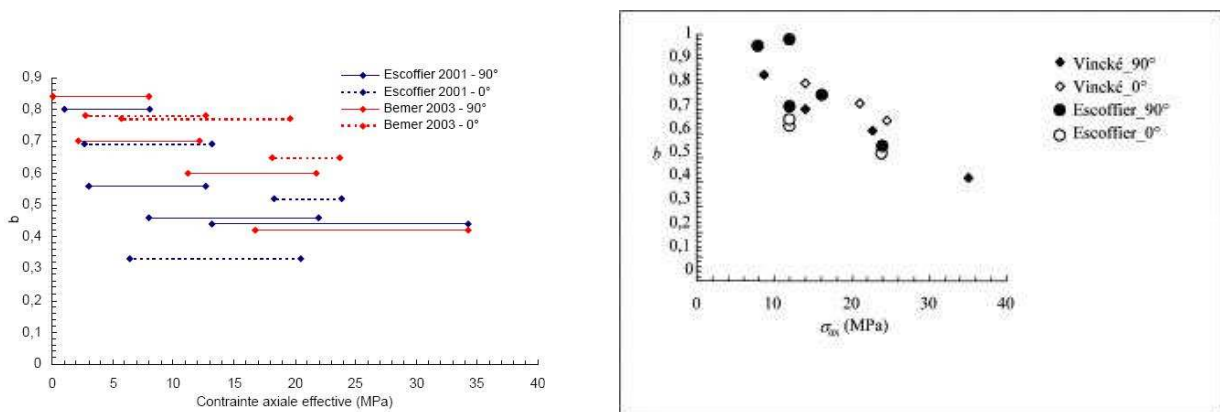 Escoffier 2001 - 90°
Escoffier 2001 - 0°
Bemer 2003 - 90°
Bemer 2003 - 0°
0,9
0,8
0,7
0,6
0,5
0,4
0,3
0,2
0,1
0
b
0 5 10 15 20 25 30 35 40
Contrainte axiale effective (MPa)
1
0,9
0,8
0,7
0,6
0,5
0,4
0,3
0,2
0,1
0
b
0 10 20 30 40
σax (MPa)
Vincké_90°
Vincké_0°
Escoffier_90°
Escoffier_0°